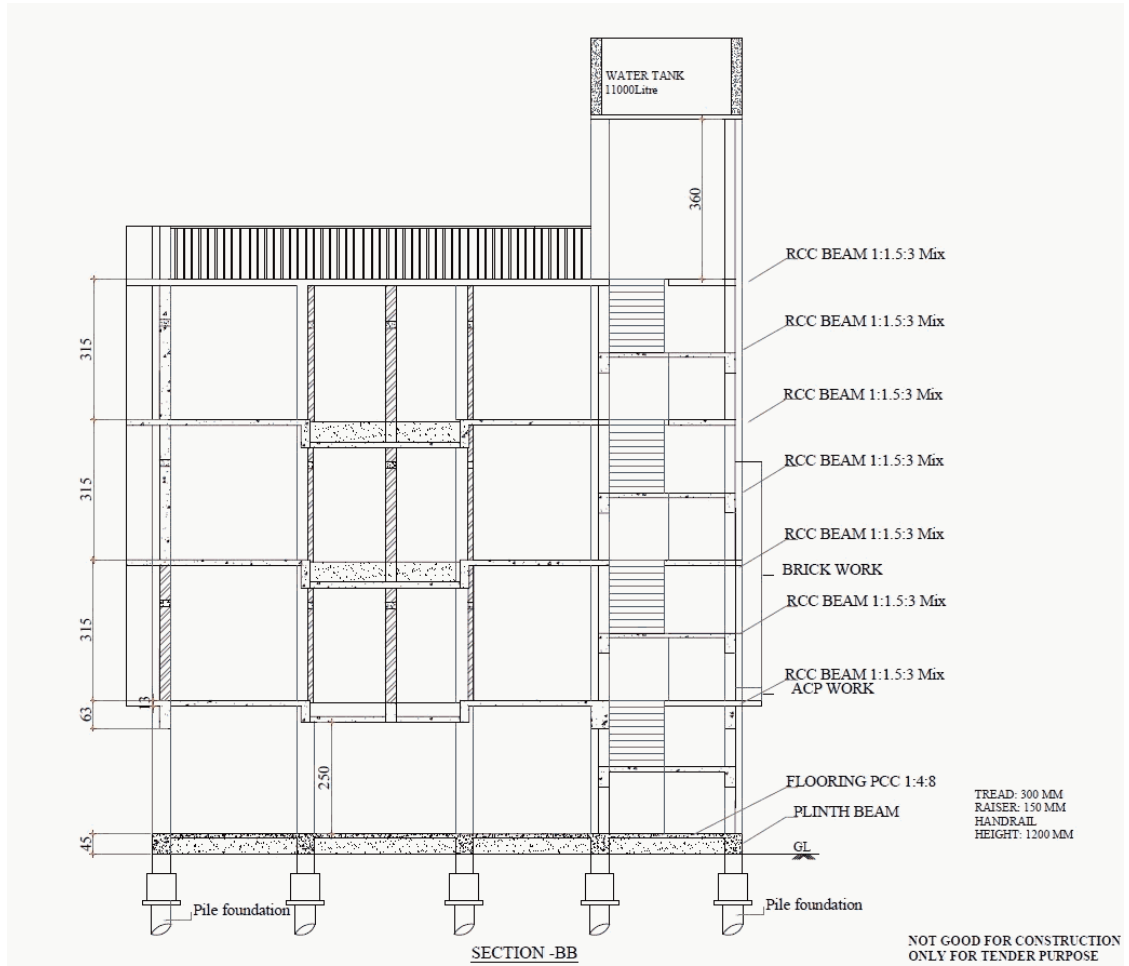 WATER TANK
11000Litre
360
RCC BEAM 1:1.5:3 Mix
RCC BEAM 1:1.5:3 Mix
315
RCC BEAM 1:1.5:3 Mix
RCC BEAM 1:1.5:3 Mix
315
RCC BEAM 1:1.5:3 Mix
BRICK WORK
RCC BEAM 1:1.5:3 Mix
315
RCC BEAM 1:1.5:3 Mix
ACP WORK
13
63
250
FLOORING PCC 1:4:8
PLINTH BEAM
TREAD: 300 MM
RAISER: 150 MM
HANDRAIL
HEIGHT: 1200 MM
45
GL
Pile foundation
Pile foundation
SECTION -BB
NOT GOOD FOR CONSTRUCTION
ONLY FOR TENDER PURPOSE